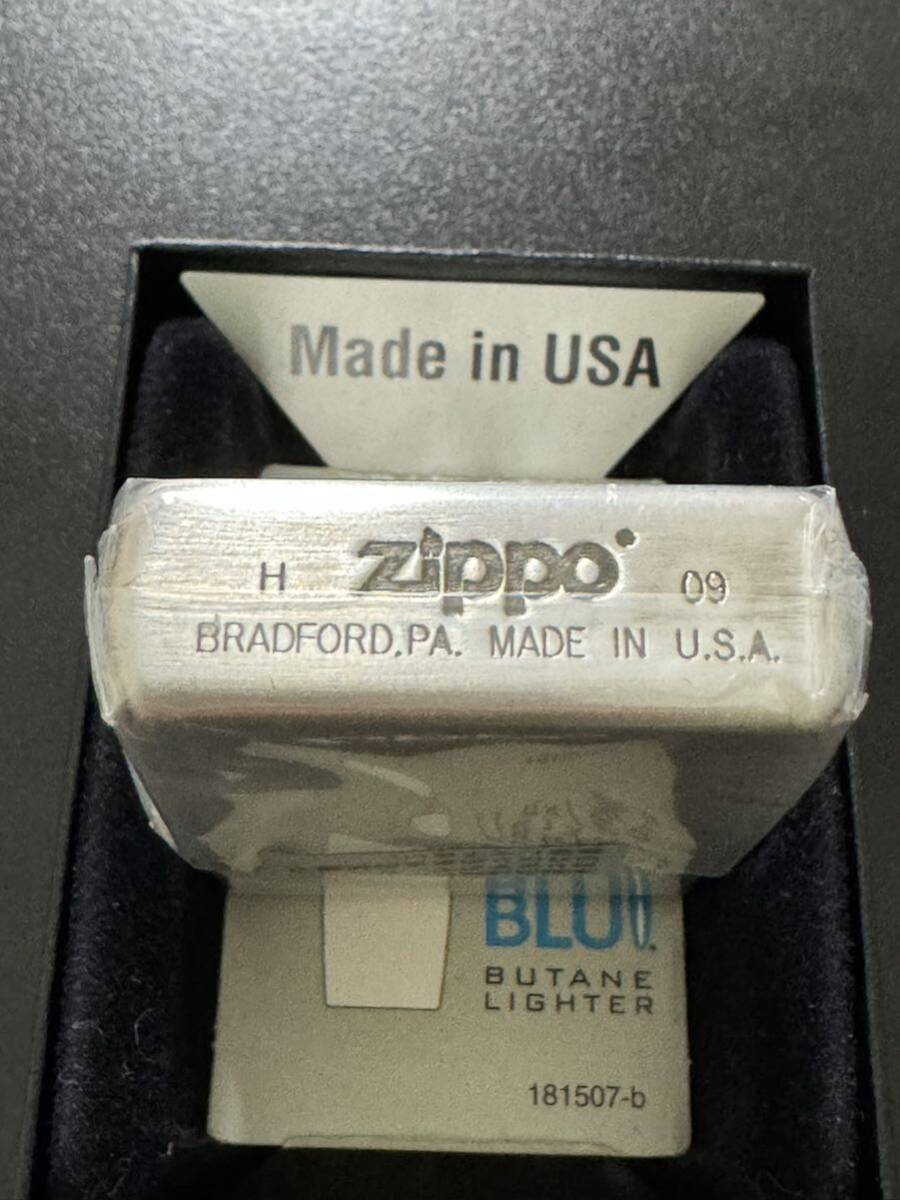 Made in USA
H zippo 09
BRADFORD,PA. MADE IN U.S.A.
BLU
BUTANE
LIGHTER
181507-b